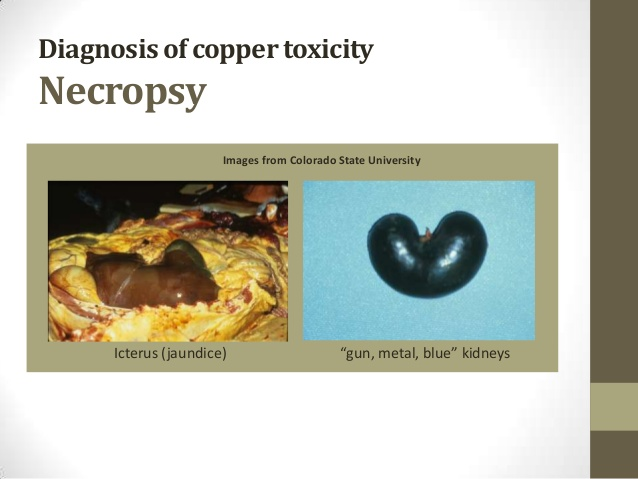 Diagnosis of copper toxicity
Necropsy
Images from Colorado State University
Icterus (jaundice)
“gun, metal, blue” kidneys